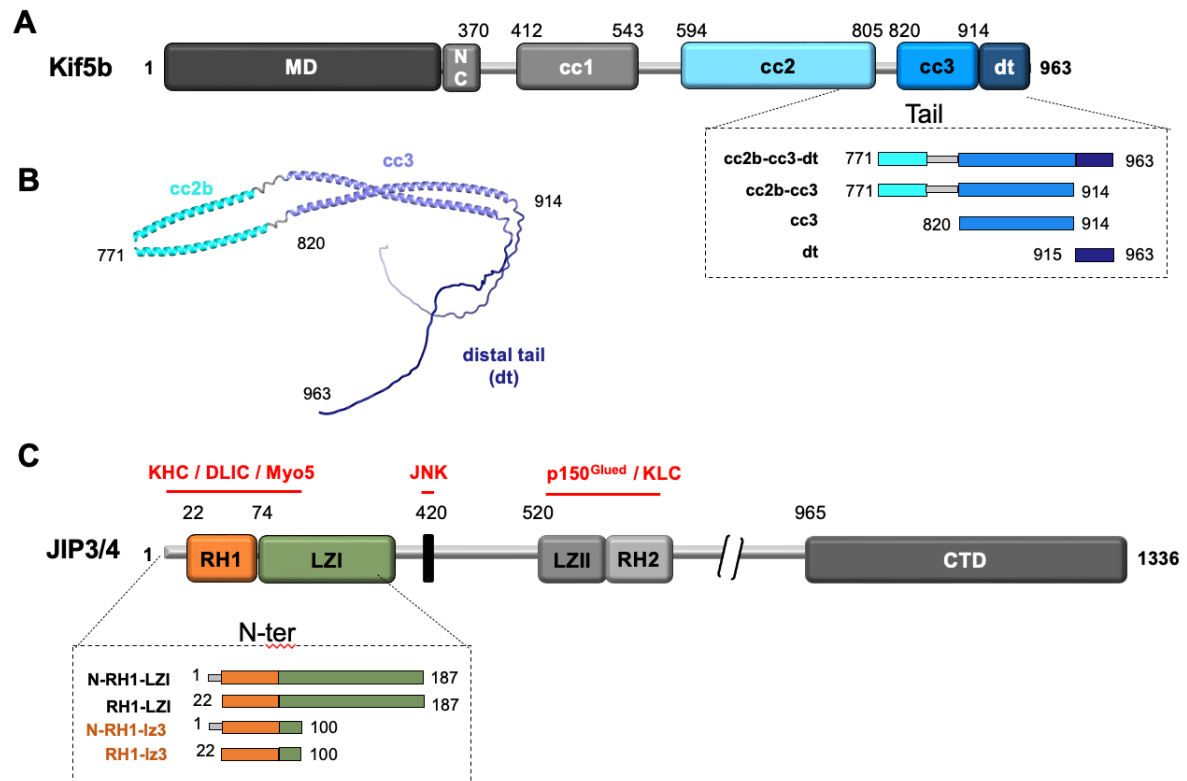 A
370 412 543 594 805 820 914
Kif5b 1 MD NC cc1 cc2 cc3 dt 963
Tail
cc2b-cc3-dt 771 963
cc2b-cc3 771 914
cc3 820 914
dt 915 963
B
cc3
cc2b
914
771
820
distal tail
(dt)
963
C
KHC / DLIC / Myo5 JNK p150Glued / KLC
22 74 420 520 965
JIP3/4 1 RH1 LZI LZII RH2 // CTD 1336
N-ter
N-RH1-LZI 1 187
RH1-LZI 22 187
N-RH1-lz3 1 100
RH1-lz3 22 100